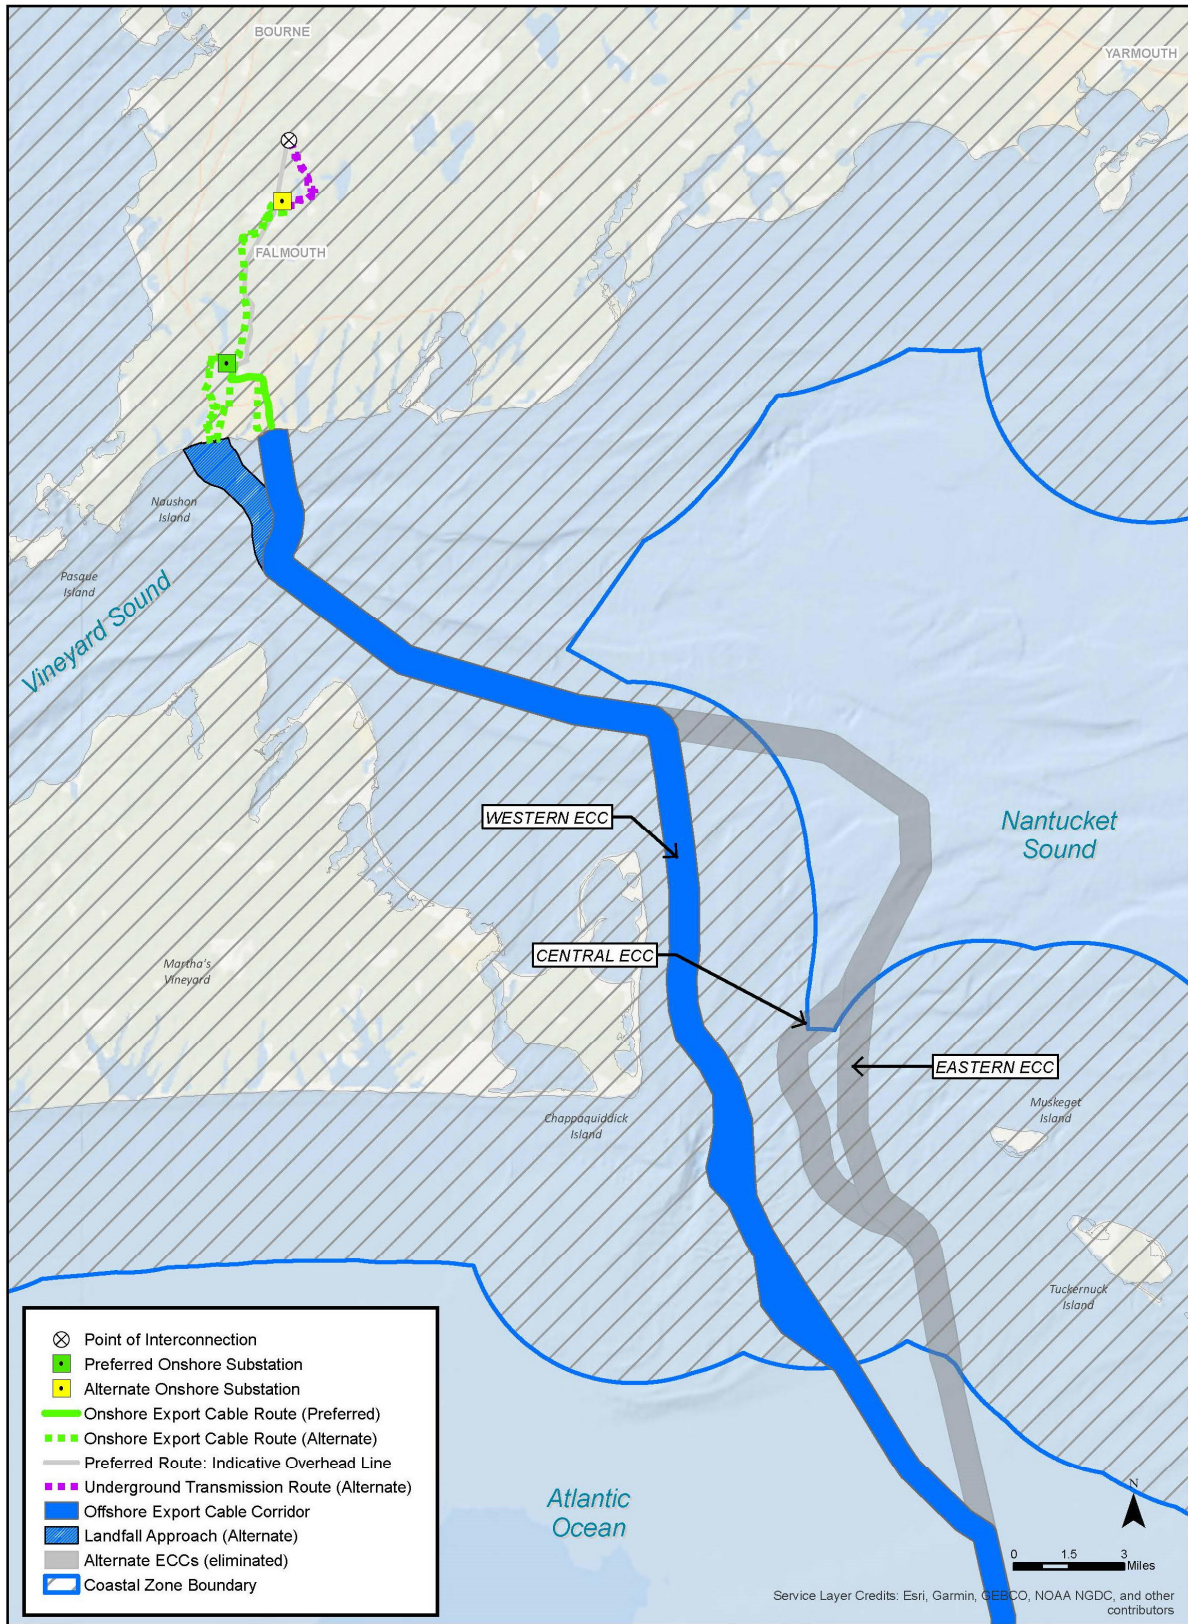 BOURNE
YARMOUTH
FALMOUTH
Naushon
Island
Pasque
Island
Vineyard Sound
WESTERN ECC
Nantucket
Sound
CENTRAL ECC
Martha's
Vineyard
EASTERN ECC
Muskeget
Island
Chappaquiddick
Island
Tuckernuck
Island
Point of Interconnection
Preferred Onshore Substation
Alternate Onshore Substation
Onshore Export Cable Route (Preferred)
Onshore Export Cable Route (Alternate)
Preferred Route: Indicative Overhead Line
Underground Transmission Route (Alternate)
Offshore Export Cable Corridor
Landfall Approach (Alternate)
Alternate ECCs (eliminated)
Coastal Zone Boundary
Atlantic
Ocean
N
0 1.5 3
Miles
Service Layer Credits: Esri, Garmin, GEBCO, NOAA NGDC, and other
contributors